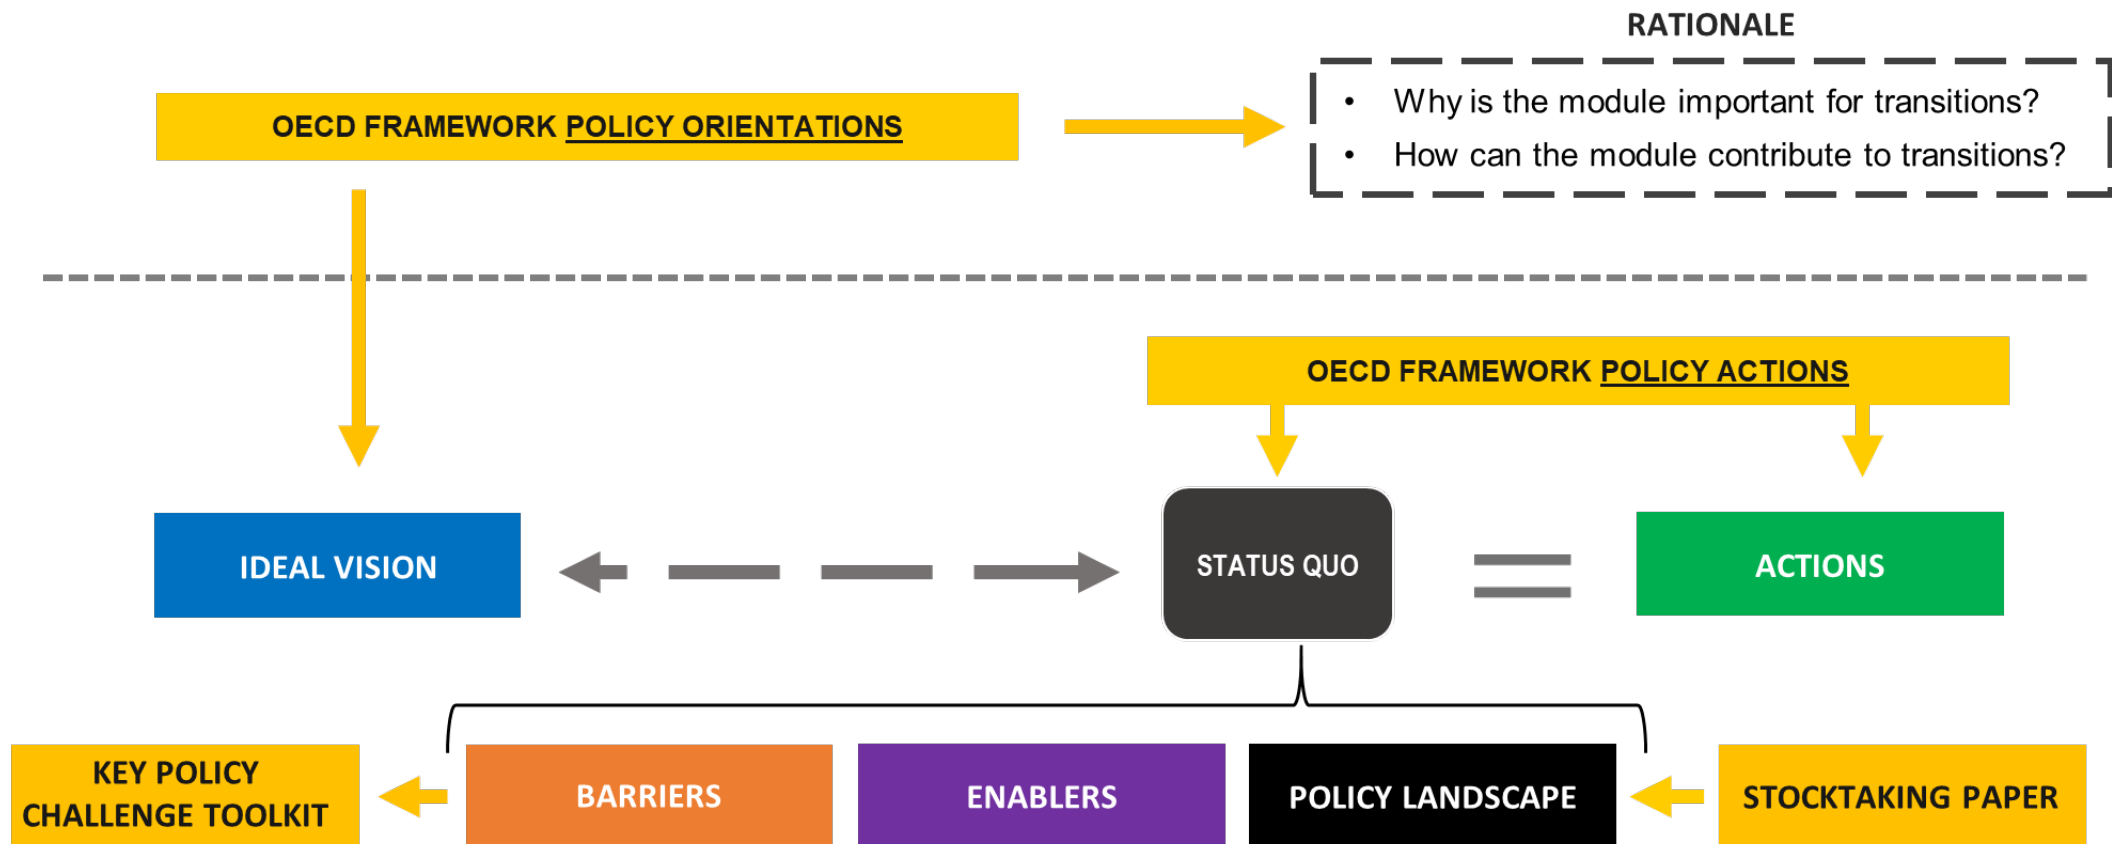 RATIONALE
• Why is the module important for transitions?
OECD FRAMEWORK POLICY ORIENTATIONS
• How can the module contribute to transitions?
OECD FRAMEWORK POLICY ACTIONS
IDEAL VISION
STATUS QUO
ACTIONS
KEY POLICY
CHALLENGE TOOLKIT
BARRIERS
ENABLERS
POLICY LANDSCAPE
STOCKTAKING PAPER